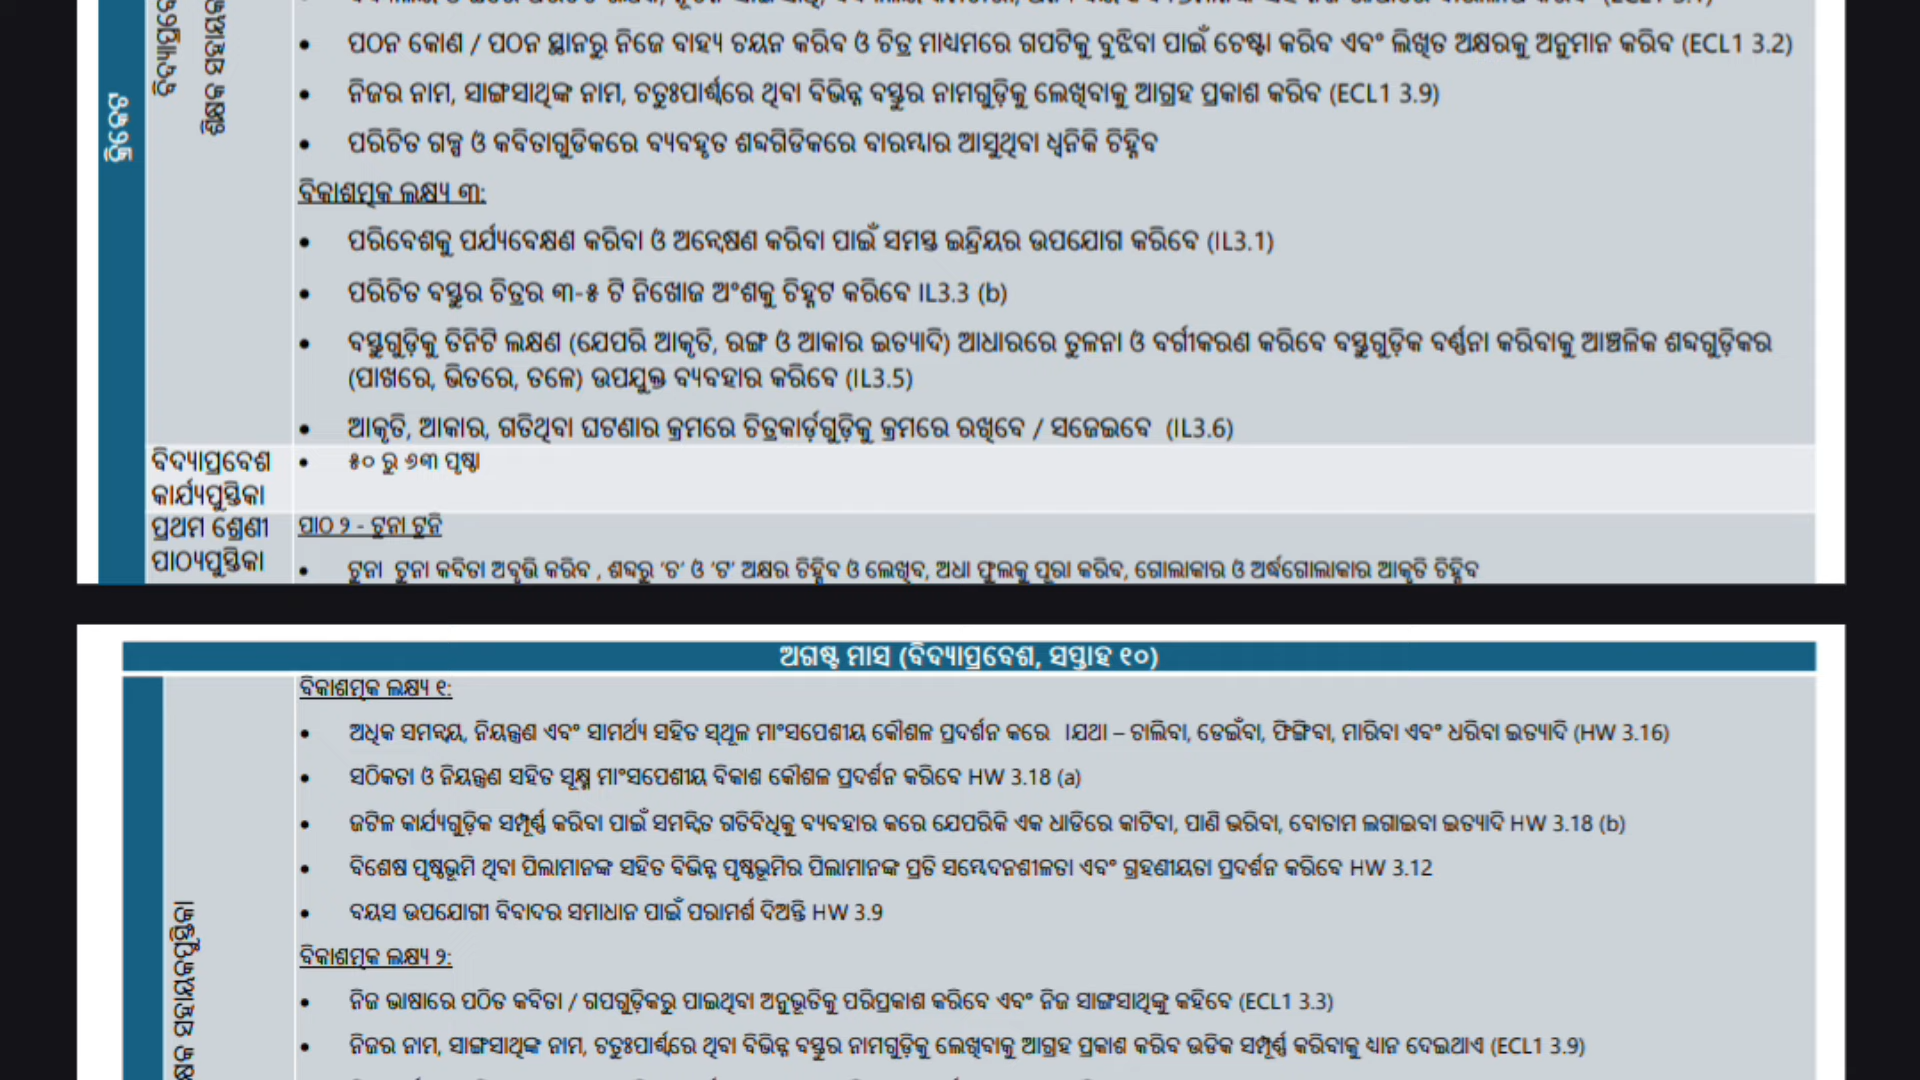 ବିଦ୍ୟାପ୍ରବେ
ଶିକ୍ଷକ ସହାୟକ
କ୍ରିକେଟ
• ପଠନ କୋଣ / ପଠନ ସ୍ଥାନରୁ ନିଜେ ବାହ୍ୟ ଚୟନ କରିବ ଓ ଚିତ୍ର ମାଧ୍ୟମରେ ଗପଟିକୁ ବୁଝିବା ପାଇଁ ଚେଷ୍ଟା କରିବ ଏବଂ ଲିଖିତ ଅକ୍ଷରକୁ ଅନୁମାନ କରିବ (ECL1 3.2)
• ନିଜର ନାମ, ସାଙ୍ଗସାଥିଙ୍କ ନାମ, ଚତୁଃପାର୍ଶ୍ଵରେ ଥିବା ବିଭିନ୍ନ ବସ୍ତୁର ନାମଗୁଡ଼ିକୁ ଲେଖିବାକୁ ଆଗ୍ରହ ପ୍ରକାଶ କରିବ (ECL1 3.9)
• ପରିଚିତ ଗଳ୍ପ ଓ କବିତାଗୁଡିକରେ ବ୍ୟବହୃତ ଶବ୍ଦଗିଡିକରେ ବାରମ୍ଭାର ଆସୁଥିବା ଧ୍ଵନିକି ଚିହ୍ନିବ
ବିକାଶମୂକ ଲକ୍ଷ୍ୟ ୩:
• ପରିବେଶକୁ ପର୍ଯ୍ୟବେକ୍ଷଣ କରିବା ଓ ଅନ୍ଵେଷଣ କରିବା ପାଇଁ ସମସ୍ତ ଇନ୍ଦ୍ରିୟର ଉପଯୋଗ କରିବେ (IL3.1)
• ପରିଚିତ ବସ୍ତୁର ଚିତ୍ରର ୩-୫ ଟି ନିଖୋଜ ଅଂଶକୁ ଚିହ୍ନଟ କରିବେ IL3.3 (b)
• ବସ୍ତୁଗୁଡ଼ିକୁ ତିନିଟି ଲକ୍ଷଣ (ଯେପରି ଆକୃତି, ରଙ୍ଗ ଓ ଆକାର ଇତ୍ୟାଦି) ଆଧାରରେ ତୁଳନା ଓ ବର୍ଗୀକରଣ କରିବେ ବସ୍ତୁଗୁଡ଼ିକ ବର୍ଣ୍ଣନା କରିବାକୁ ଆଞ୍ଚଳିକ ଶବ୍ଦଗୁଡ଼ିକର
(ପାଖରେ, ଭିତରେ, ତଳେ) ଉପଯୁକ୍ତ ବ୍ୟବହାର କରିବେ (IL3.5)
• ଆକୃତି, ଆକାର, ଗତିଥିବା ଘଟଣାର କ୍ରମରେ ଚିତ୍ରକାର୍ଡ଼ଗୁଡ଼ିକୁ କ୍ରମରେ ରଖିବେ / ସଜେଇବେ (IL3.6)
ବିଦ୍ୟାପ୍ରବେଶ
କାର୍ଯ୍ୟପୁସ୍ତିକା
• ୫୦ ରୁ ୬୩ ପୃଷ୍ଠା
ପ୍ରଥମ ଶ୍ରେଣୀ
ପାଠ୍ୟପୁସ୍ତିକା
ପାଠ ୨ - ଟୁନା ଟୁନି
• ଟୁନା ଟୁନା କବିତା ଅବୃତ୍ତି କରିବ , ଶବ୍ଦରୁ ‘ଚ’ ଓ ‘ଟ’ ଅକ୍ଷର ଚିହ୍ନିବ ଓ ଲେଖିବ, ଅଧା ଫୁଲକୁ ପୂରା କରିବ, ଗୋଲାକାର ଓ ଅର୍ଦ୍ଧଗୋଲାକାର ଆକୃତି ଚିହ୍ନିବ
ଅଗଷ୍ଟ ମାସ (ବିଦ୍ୟାପ୍ରବେଶ, ସପ୍ତାହ ୧୦)
ବିକାଶମୂକ ଲକ୍ଷ୍ୟ ୧:
• ଅଧିକ ସମନ୍ଵୟ, ନିୟନ୍ତ୍ରଣ ଏବଂ ସାମର୍ଥ୍ୟ ସହିତ ସ୍ଥୂଳ ମାଂସପେଶୀୟ କୌଶଳ ପ୍ରଦର୍ଶନ କରେ ।ଯଥା – ଚାଲିବା, ଡେଇଁବା, ଫିଙ୍ଗିବା, ମାରିବା ଏବଂ ଧରିବା ଇତ୍ୟାଦି (HW 3.16)
• ସଠିକତା ଓ ନିୟନ୍ତ୍ରଣ ସହିତ ସୂକ୍ଷ୍ମ ମାଂସପେଶୀୟ ବିକାଶ କୌଶଳ ପ୍ରଦର୍ଶନ କରିବେ HW 3.18 (a)
• ଜଟିଳ କାର୍ଯ୍ୟଗୁଡ଼ିକ ସମ୍ପୂର୍ଣ୍ଣ କରିବା ପାଇଁ ସମନ୍ଵିତ ଗତିବିଧିକୁ ବ୍ୟବହାର କରେ ଯେପରିକି ଏକ ଧାଡିରେ କାଟିବା, ପାଣି ଭରିବା, ବୋତାମ ଲଗାଇବା ଇତ୍ୟାଦି HW 3.18 (b)
• ବିଶେଷ ପୃଷ୍ଠଭୂମି ଥିବା ପିଲାମାନଙ୍କ ସହିତ ବିଭିନ୍ନ ପୃଷ୍ଠଭୂମିର ପିଲାମାନଙ୍କ ପ୍ରତି ସମ୍ଭେଦନଶୀଳତା ଏବଂ ଗ୍ରହଣୀୟତା ପ୍ରଦର୍ଶନ କରିବେ HW 3.12
• ବୟସ ଉପଯୋଗୀ ବିବାଦର ସମାଧାନ ପାଇଁ ପରାମର୍ଶ ଦିଅନ୍ତି HW 3.9
ବିକାଶମୂକ ଲକ୍ଷ୍ୟ ୨:
• ନିଜ ଭାଷାରେ ପଠିତ କବିତା / ଗପଗୁଡ଼ିକରୁ ପାଇଥିବା ଅନୁଭୂତିକୁ ପରିପ୍ରକାଶ କରିବେ ଏବଂ ନିଜ ସାଙ୍ଗସାଥିଙ୍କୁ କହିବେ (ECL1 3.3)
• ନିଜର ନାମ, ସାଙ୍ଗସାଥିଙ୍କ ନାମ, ଚତୁଃପାର୍ଶ୍ଵରେ ଥିବା ବିଭିନ୍ନ ବସ୍ତୁର ନାମଗୁଡ଼ିକୁ ଲେଖିବାକୁ ଆଗ୍ରହ ପ୍ରକାଶ କରିବ ଉଡିକ ସମ୍ପୂର୍ଣ୍ଣ କରିବାକୁ ଧ୍ୟାନ ଦେଇଥାଏ (ECL1 3.9)
କ୍ଷକ ସହାୟକପୁସ୍ତିକା